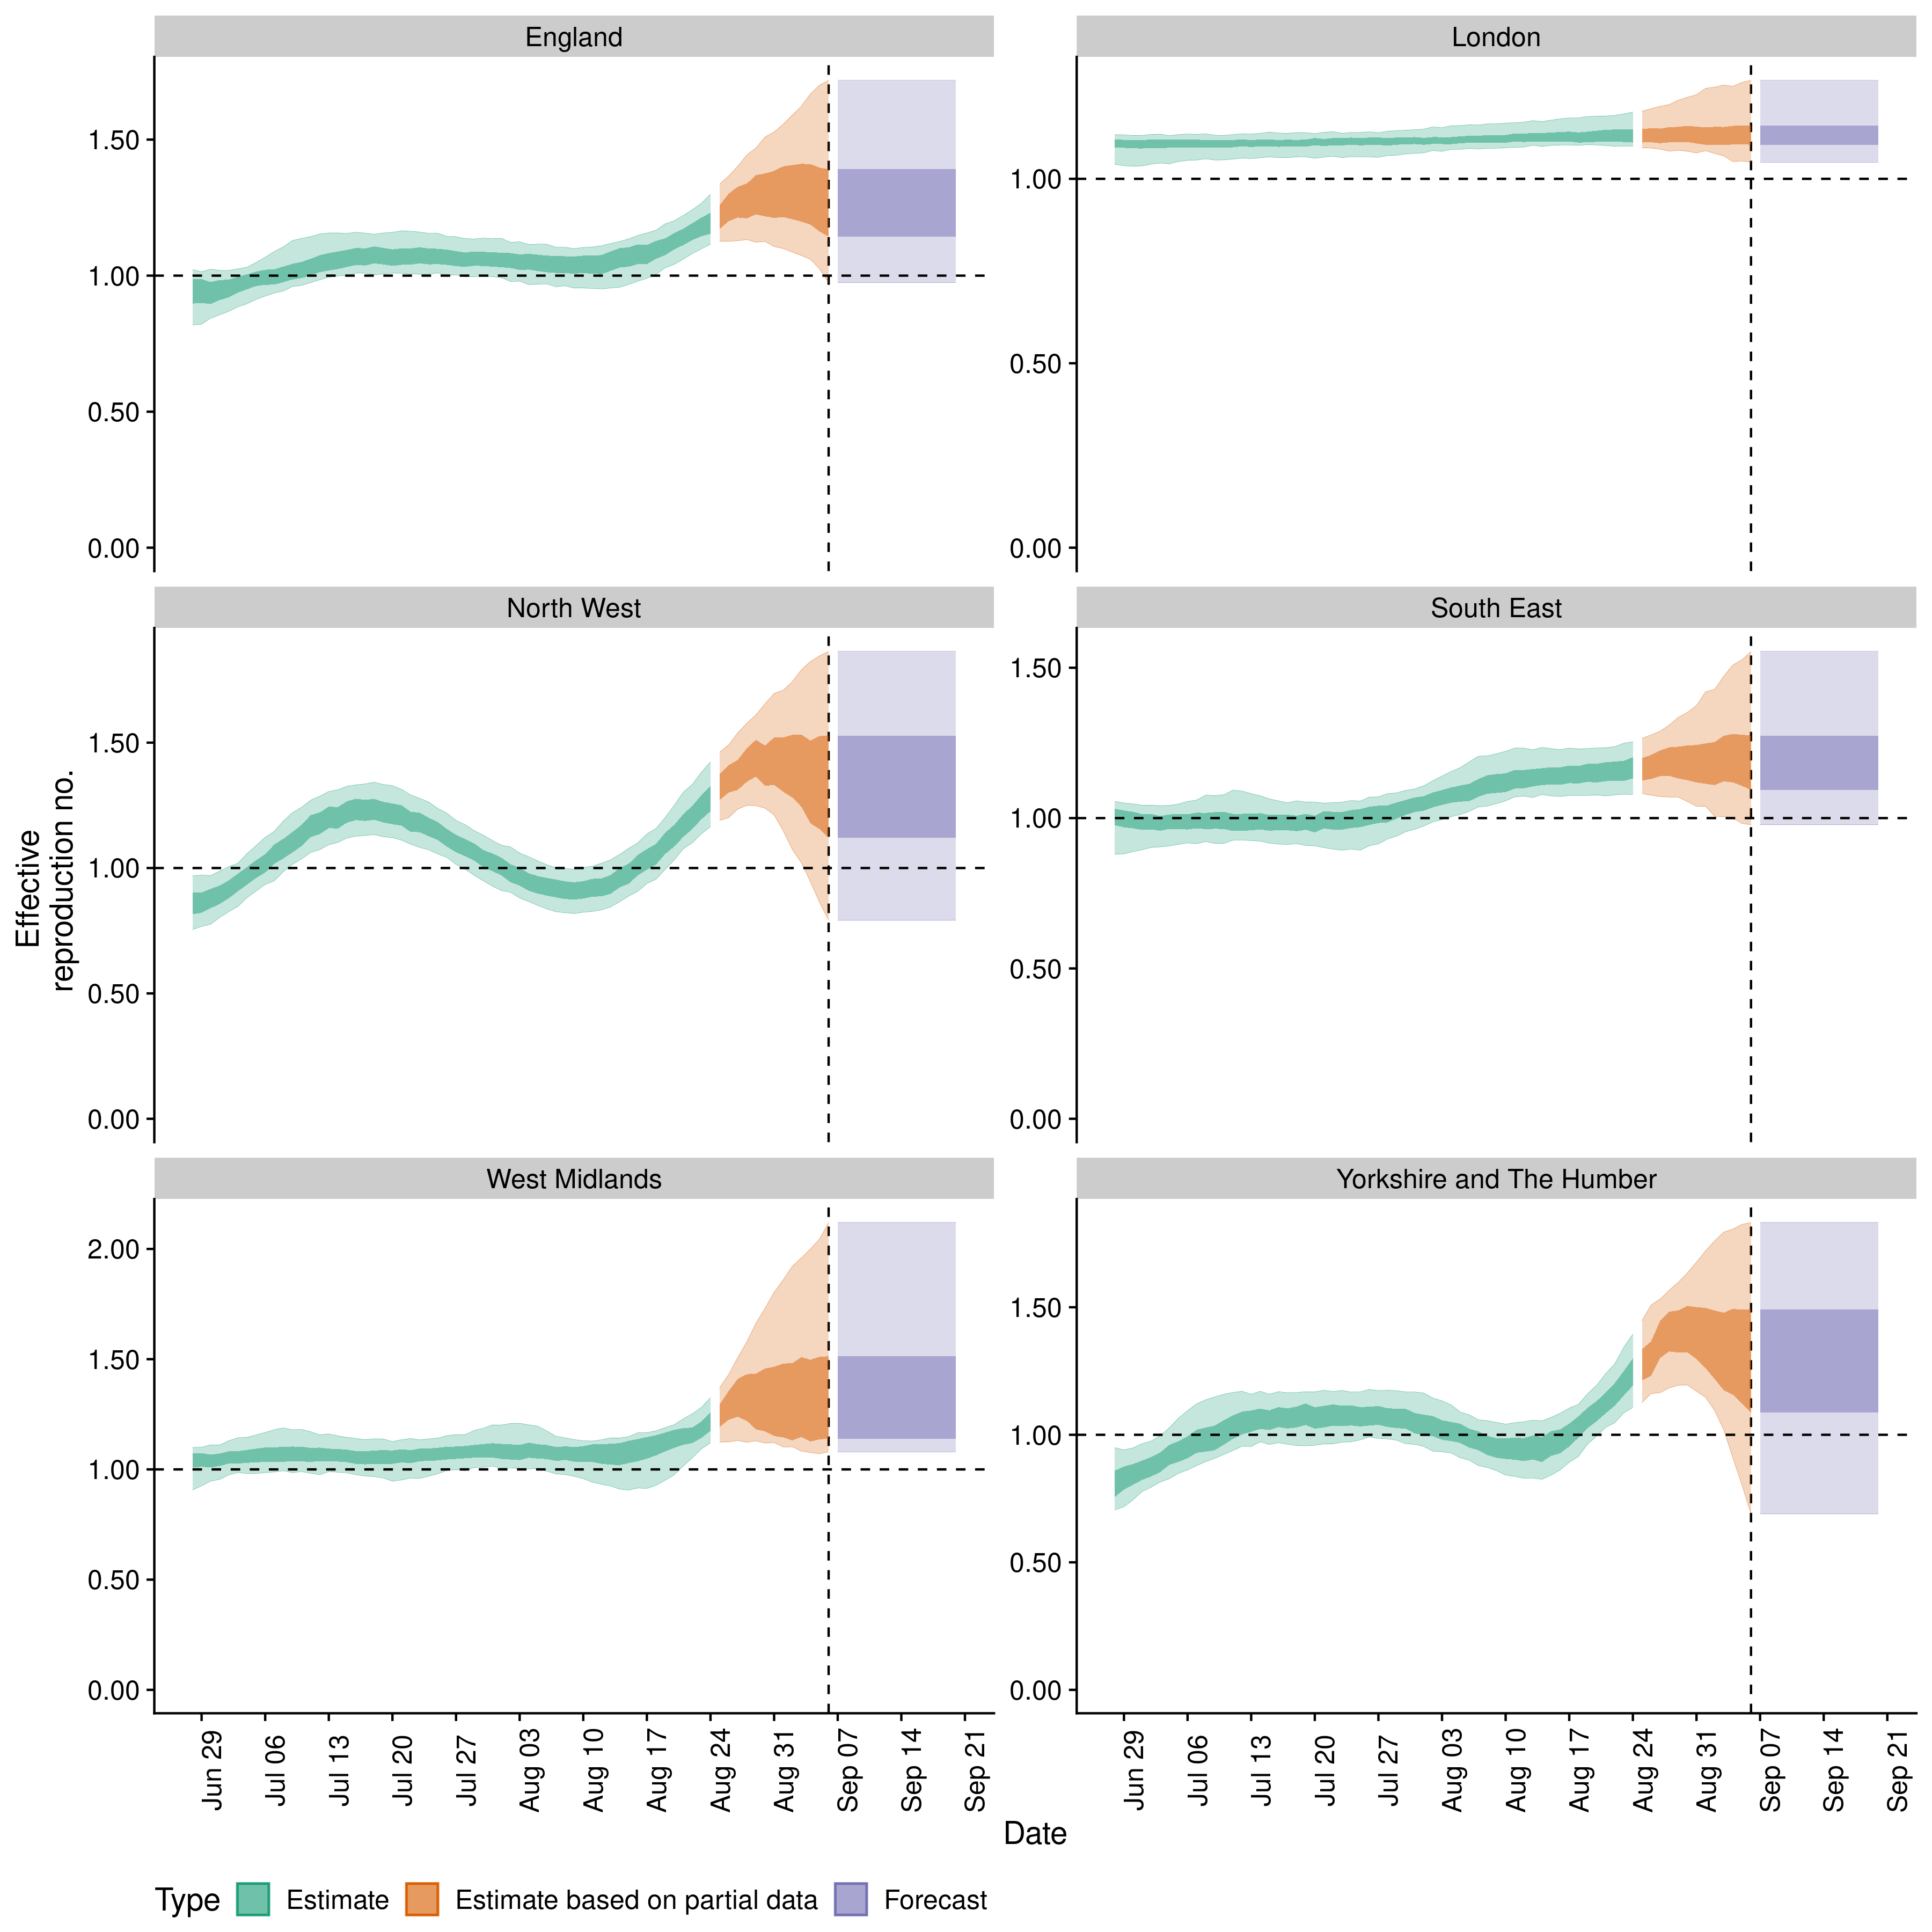 England
London
1.50
1.00
0.50
0.00
1.00
0.50
0.00
North West
South East
Effective
reproduction no.
1.50
1.00
0.50
0.00
1.50
1.00
0.50
0.00
West Midlands
Yorkshire and The Humber
2.00
1.50
1.00
0.50
0.00
1.50
1.00
0.50
0.00
Jun 29
Jul 06
Jul 13
Jul 20
Jul 27
Aug 03
Aug 10
Aug 17
Aug 24
Aug 31
Sep 07
Sep 14
Sep 21
Jun 29
Jul 06
Jul 13
Jul 20
Jul 27
Aug 03
Aug 10
Aug 17
Aug 24
Aug 31
Sep 07
Sep 14
Sep 21
Date
Type Estimate Estimate based on partial data Forecast